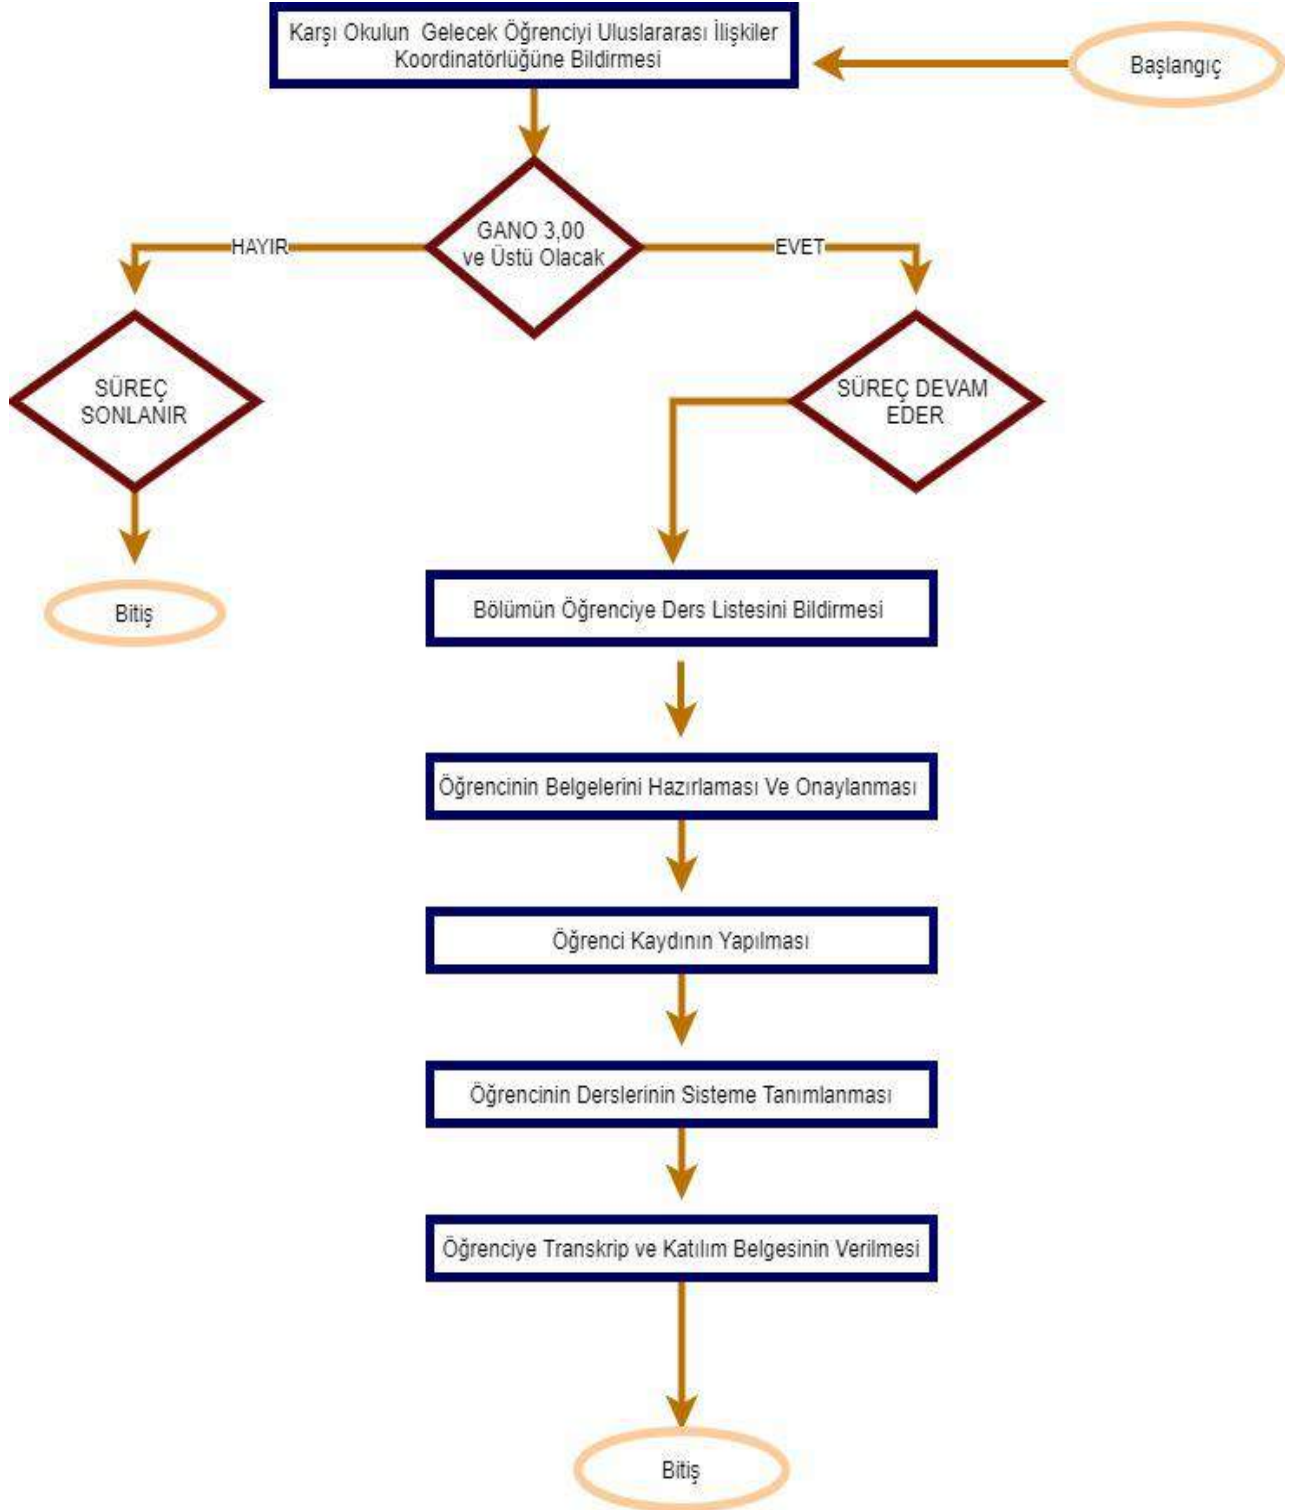 Karşı Okulun  Gelecek Öğrenciyi Uluslararası İlişkiler
Koordinatörlüğüne Bildirmesi
Başlangıç
GANO 3,00
ve Üstü Olacak
HAYIR
EVET
SÜREÇ
SONLANIR
SÜREÇ DEVAM
EDER
Bitiş
Bölümün Öğrenciye Ders Listesini Bildirmesi
Öğrencinin Belgelerini Hazırlaması Ve Onaylanması
Öğrenci Kaydının Yapılması
Öğrencinin Derslerinin Sisteme Tanımlanması
Öğrenciye Transkrip ve Katılım Belgesinin Verilmesi
Bitiş